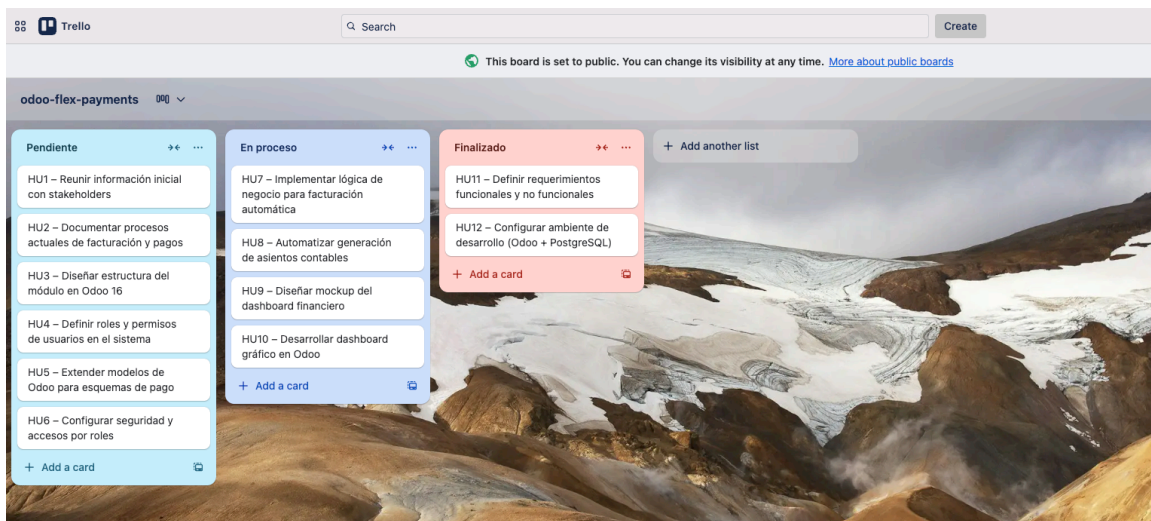 Trello
Search
Create
This board is set to public. You can change its visibility at any time. More about public boards
odoo-flex-payments
Pendiente
HU1 – Reunir información inicial
con stakeholders
HU2 – Documentar procesos
actuales de facturación y pagos
HU3 – Diseñar estructura del
módulo en Odoo 16
HU4 – Definir roles y permisos
de usuarios en el sistema
HU5 – Extender modelos de
Odoo para esquemas de pago
HU6 – Configurar seguridad y
accesos por roles
+ Add a card
En proceso
HU7 – Implementar lógica de
negocio para facturación
automática
HU8 – Automatizar generación
de asientos contables
HU9 – Diseñar mockup del
dashboard financiero
HU10 – Desarrollar dashboard
gráfico en Odoo
+ Add a card
Finalizado
HU11 – Definir requerimientos
funcionales y no funcionales
HU12 – Configurar ambiente de
desarrollo (Odoo + PostgreSQL)
+ Add a card
+ Add another list